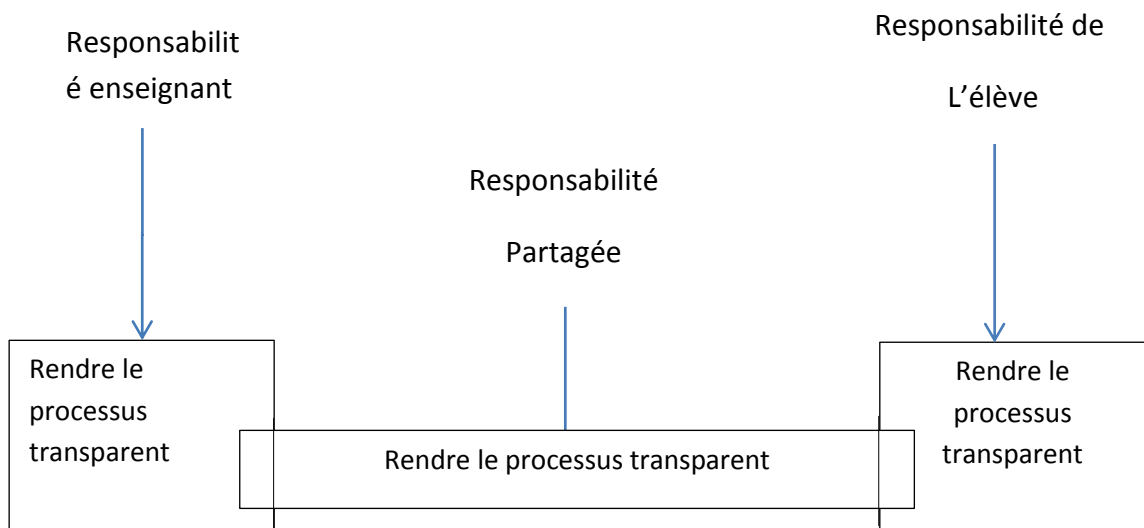 Responsabilit
é enseignant
Responsabilité
Partagée
Responsabilité de
L’élève
Rendre le
processus
transparent
Rendre le processus transparent
Rendre le
processus
transparent